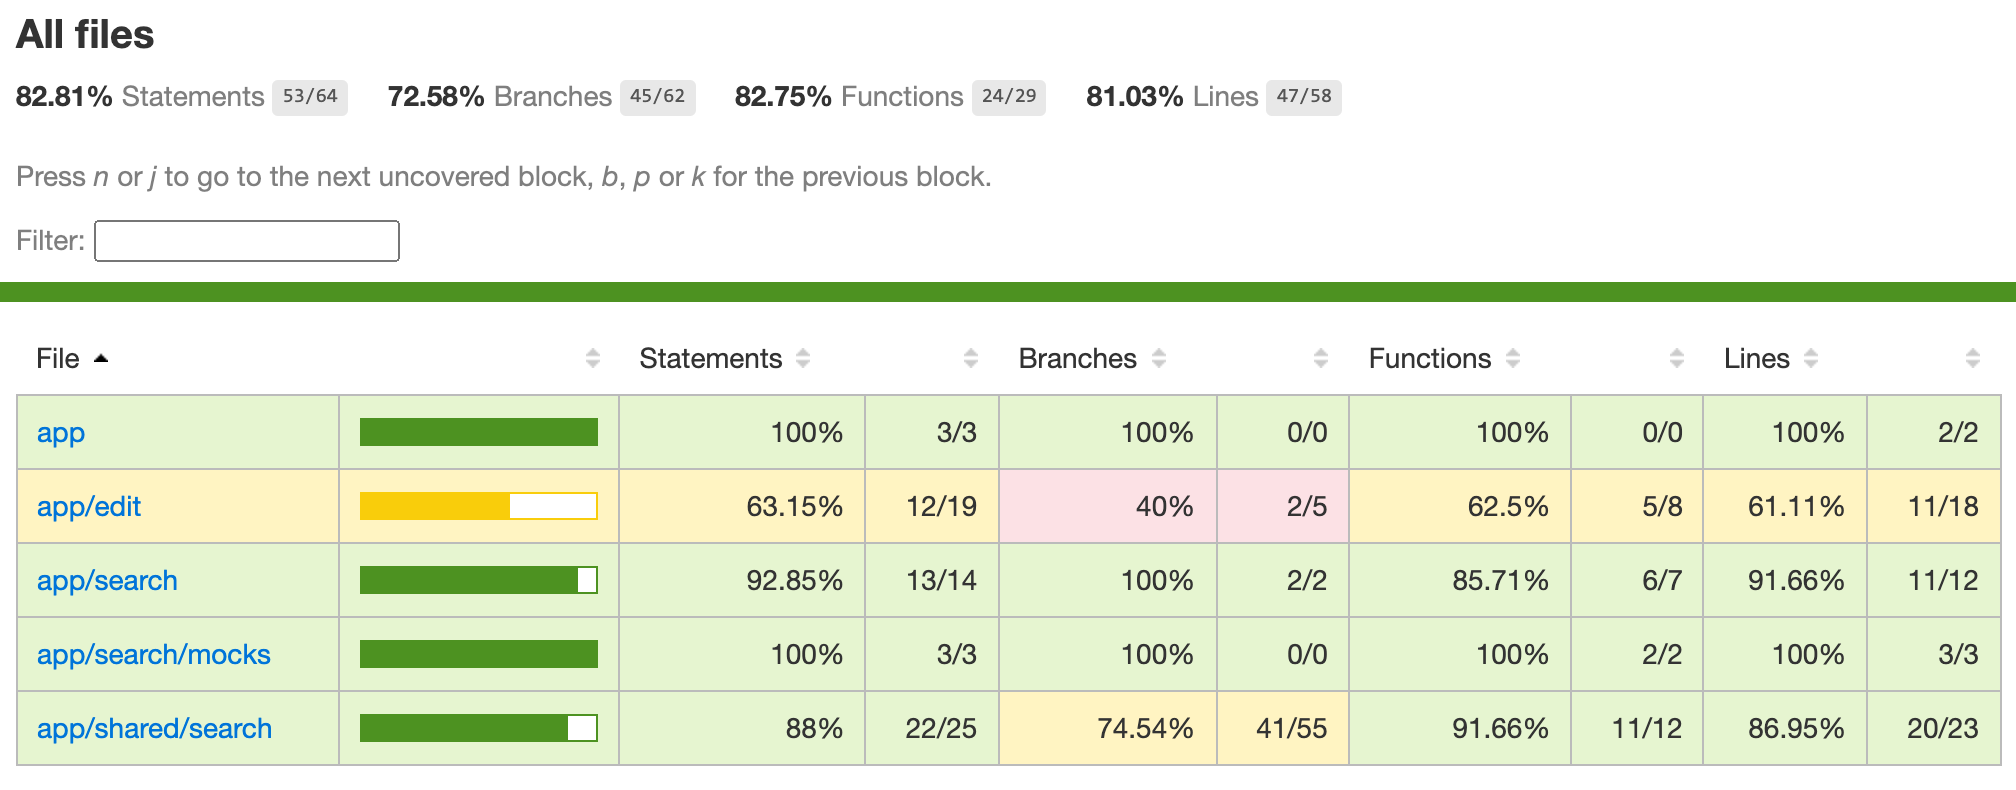 All files
82.81% Statements 53/64 72.58% Branches 45/62 82.75% Functions 24/29 81.03% Lines 47/58
Press n or j to go to the next uncovered block, b, p or k for the previous block.
Filter:
File Statements Branches Functions Lines
app 100% 3/3 100% 0/0 100% 0/0 100% 2/2
app/edit 63.15% 12/19 40% 2/5 62.5% 5/8 61.11% 11/18
app/search 92.85% 13/14 100% 2/2 85.71% 6/7 91.66% 11/12
app/search/mocks 100% 3/3 100% 0/0 100% 2/2 100% 3/3
app/shared/search 88% 22/25 74.54% 41/55 91.66% 11/12 86.95% 20/23